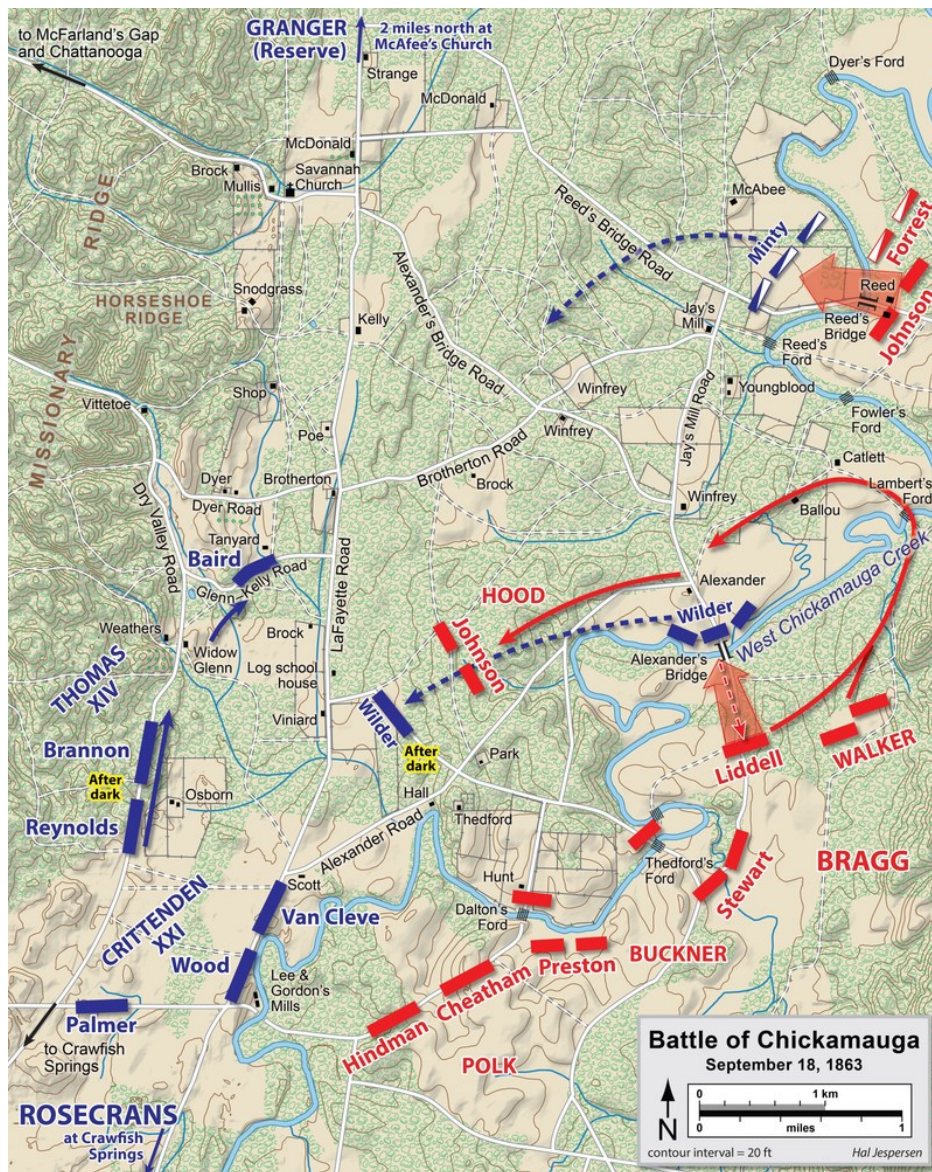 to McFarland's Gap
and Chattanooga
GRANGER
(Reserve)
2 miles north at
McAfee's Church
Strange
McDonald
Dyer's Ford
McDonald
Savannah
Church
Brock
Mullis
McAbee
Reed's Bridge Road
Minty
Forrest
MISSIONARY
RIDGE
HORSESHOE
RIDGE
Snodgrass
Kelly
Alexander's Bridge Road
Jay's
Mill
Reed
Reed's
Bridge
Johnson
Reed's
Ford
Vittetoe
Shop
Poe
Winfrey
Winfrey
Youngblood
Fowler's
Ford
Jay's Mill Road
Dyer
Dyer Road
Brotherton
Brotherton Road
Brock
Catlett
Lambert's
Ford
Winfrey
Ballou
Dry Valley Road
Tanyard
Baird
Glenn-Kelly Road
LaFayette Road
HOOD
Alexander
Wilder
West Chickamauga Creek
Weathers
Widow
Glenn
Brock
Johnson
Alexander's
Bridge
THOMAS
XIV
Log school
house
Viniard
Wilder
After
dark
Brannon
After
dark
Reynolds
Osborn
Park
Liddell
WALKER
Hall
Thedford
Alexander Road
Thedford's
Ford
BRAGG
Stewart
Scott
Hunt
Dalton's
Ford
CRITTENDEN
XXI
Van Cleve
Wood
Lee &
Gordon's
Mills
Preston
BUCKNER
Cheatham
Hindman
POLK
Palmer
to Crawfish
Springs
ROSECRANS
at Crawfish
Springs
Battle of Chickamauga
September 18, 1863
N
0
1 km
0
miles
1
contour interval = 20 ft
Hal Jespersen